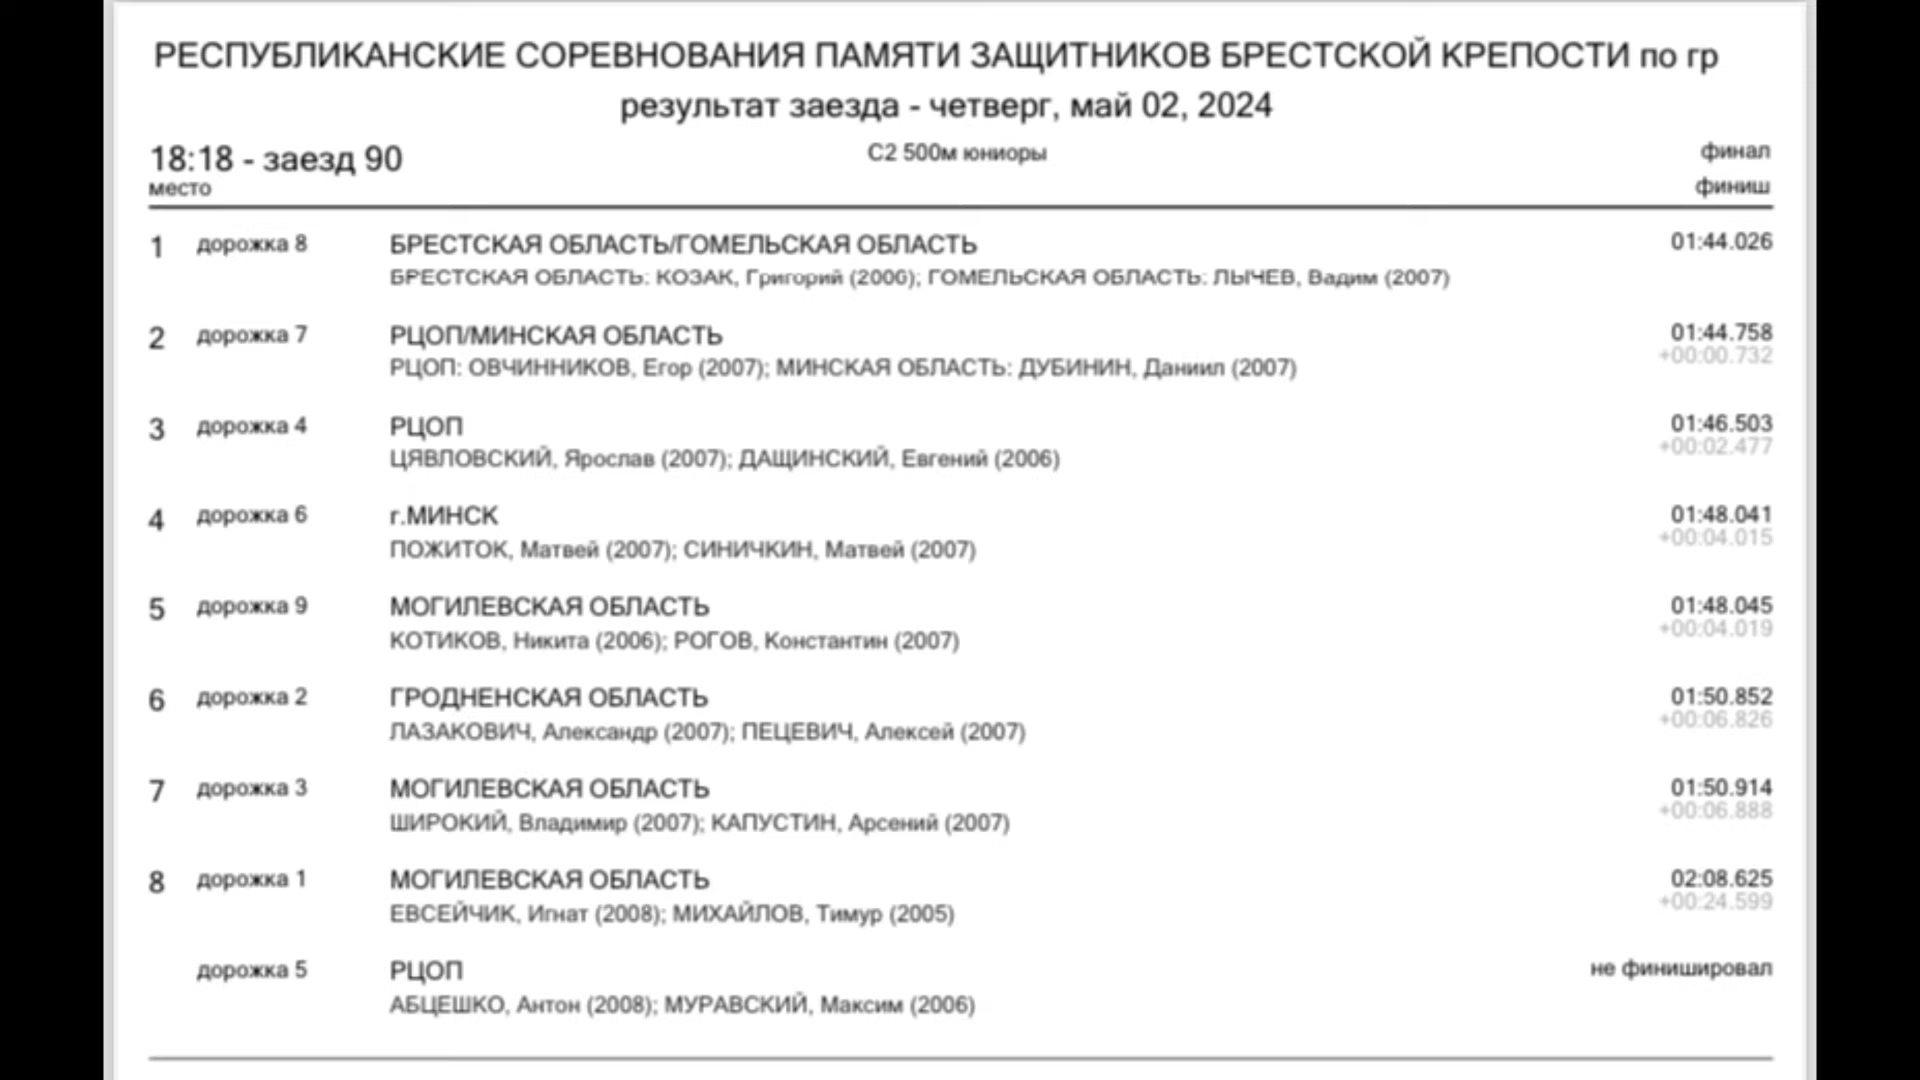 РЕСПУБЛИКАНСКИЕ СОРЕВНОВАНИЯ ПАМЯТИ ЗАЩИТНИКОВ БРЕСТСКОЙ КРЕПОСТИ по гр
результат заезда - четверг, май 02, 2024
18:18 - заезд 90 С2 500м юниоры финал
место финиш
1 дорожка 8 БРЕСТСКАЯ ОБЛАСТЬ/ГОМЕЛЬСКАЯ ОБЛАСТЬ 01:44.026
БРЕСТСКАЯ ОБЛАСТЬ: КОЗАК, Григорий (2006); ГОМЕЛЬСКАЯ ОБЛАСТЬ: ЛЫЧЕВ, Вадим (2007)
2 дорожка 7 РЦОП/МИНСКАЯ ОБЛАСТЬ 01:44.758
+00:00.732
РЦОП: ОВЧИННИКОВ, Егор (2007); МИНСКАЯ ОБЛАСТЬ: ДУБИНИН, Даниил (2007)
3 дорожка 4 РЦОП 01:46.503
+00:02.477
ЦЯВЛОВСКИЙ, Ярослав (2007); ДАЩИНСКИЙ, Евгений (2006)
4 дорожка 6 г.МИНСК 01:48.041
+00:04.015
ПОЖИТОК, Матвей (2007); СИНИЧКИН, Матвей (2007)
5 дорожка 9 МОГИЛЕВСКАЯ ОБЛАСТЬ 01:48.045
+00:04.019
КОТИКОВ, Никита (2006); РОГОВ, Константин (2007)
6 дорожка 2 ГРОДНЕНСКАЯ ОБЛАСТЬ 01:50.852
+00:06.826
ЛАЗАКОВИЧ, Александр (2007); ПЕЦЕВИЧ, Алексей (2007)
7 дорожка 3 МОГИЛЕВСКАЯ ОБЛАСТЬ 01:50.914
+00:06.888
ШИРОКИЙ, Владимир (2007); КАПУСТИН, Арсений (2007)
8 дорожка 1 МОГИЛЕВСКАЯ ОБЛАСТЬ 02:08.625
+00:24.599
ЕВСЕЙЧИК, Игнат (2008); МИХАЙЛОВ, Тимур (2005)
дорожка 5 РЦОП не финишировал
АБЦЕШКО, Антон (2008); МУРАВСКИЙ, Максим (2006)